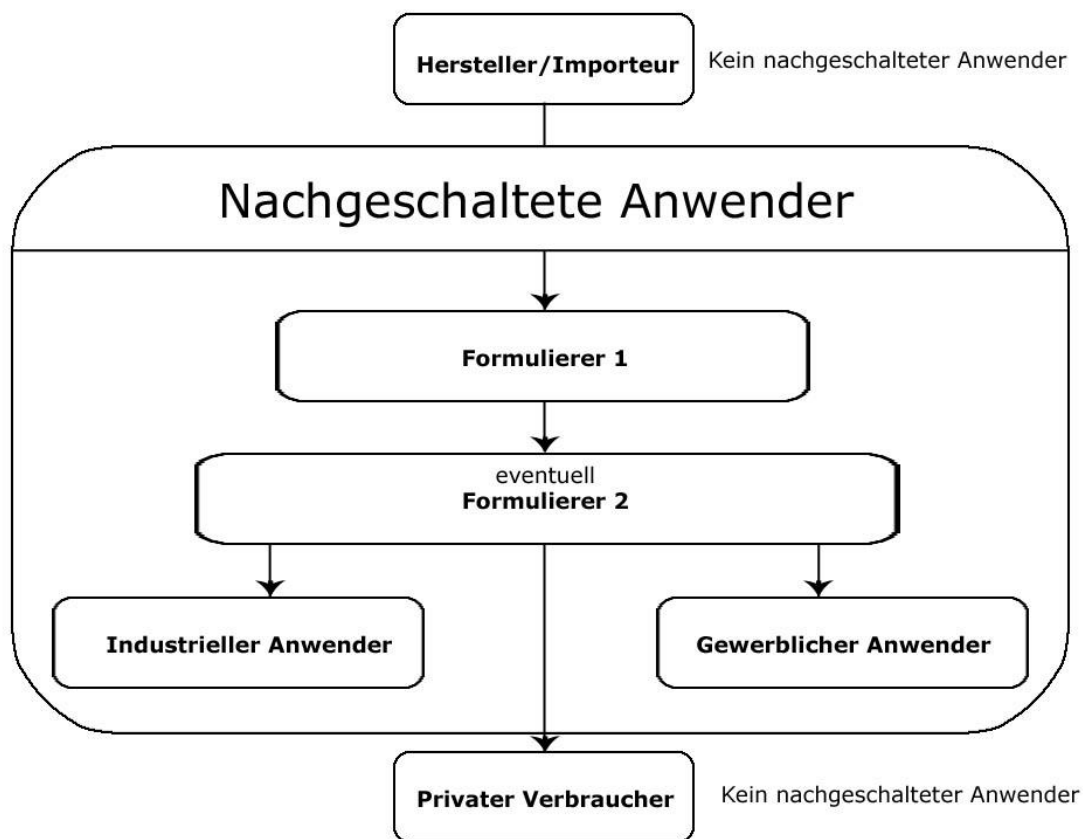 Hersteller/Importeur
Kein nachgeschalteter Anwender
Nachgeschaltete Anwender
Formulierer 1
eventuell
Formulierer 2
Industrieller Anwender
Gewerblicher Anwender
Privater Verbraucher
Kein nachgeschalteter Anwender